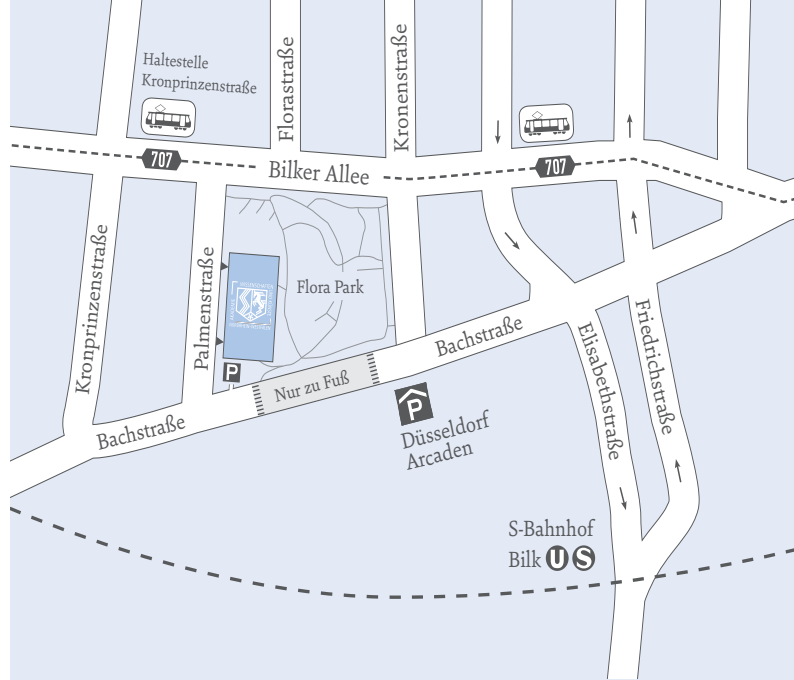 Haltestelle
Kronprinzenstraße
Florastraße
Kronenstraße
707
Bilker Allee
707
Kronprinzenstraße
Palmenstraße
Flora Park
P
Nur zu Fuß
Bachstraße
Bachstraße
P
Düsseldorf
Arcaden
Elisabethstraße
Friedrichstraße
S-Bahnhof
Bilk U S